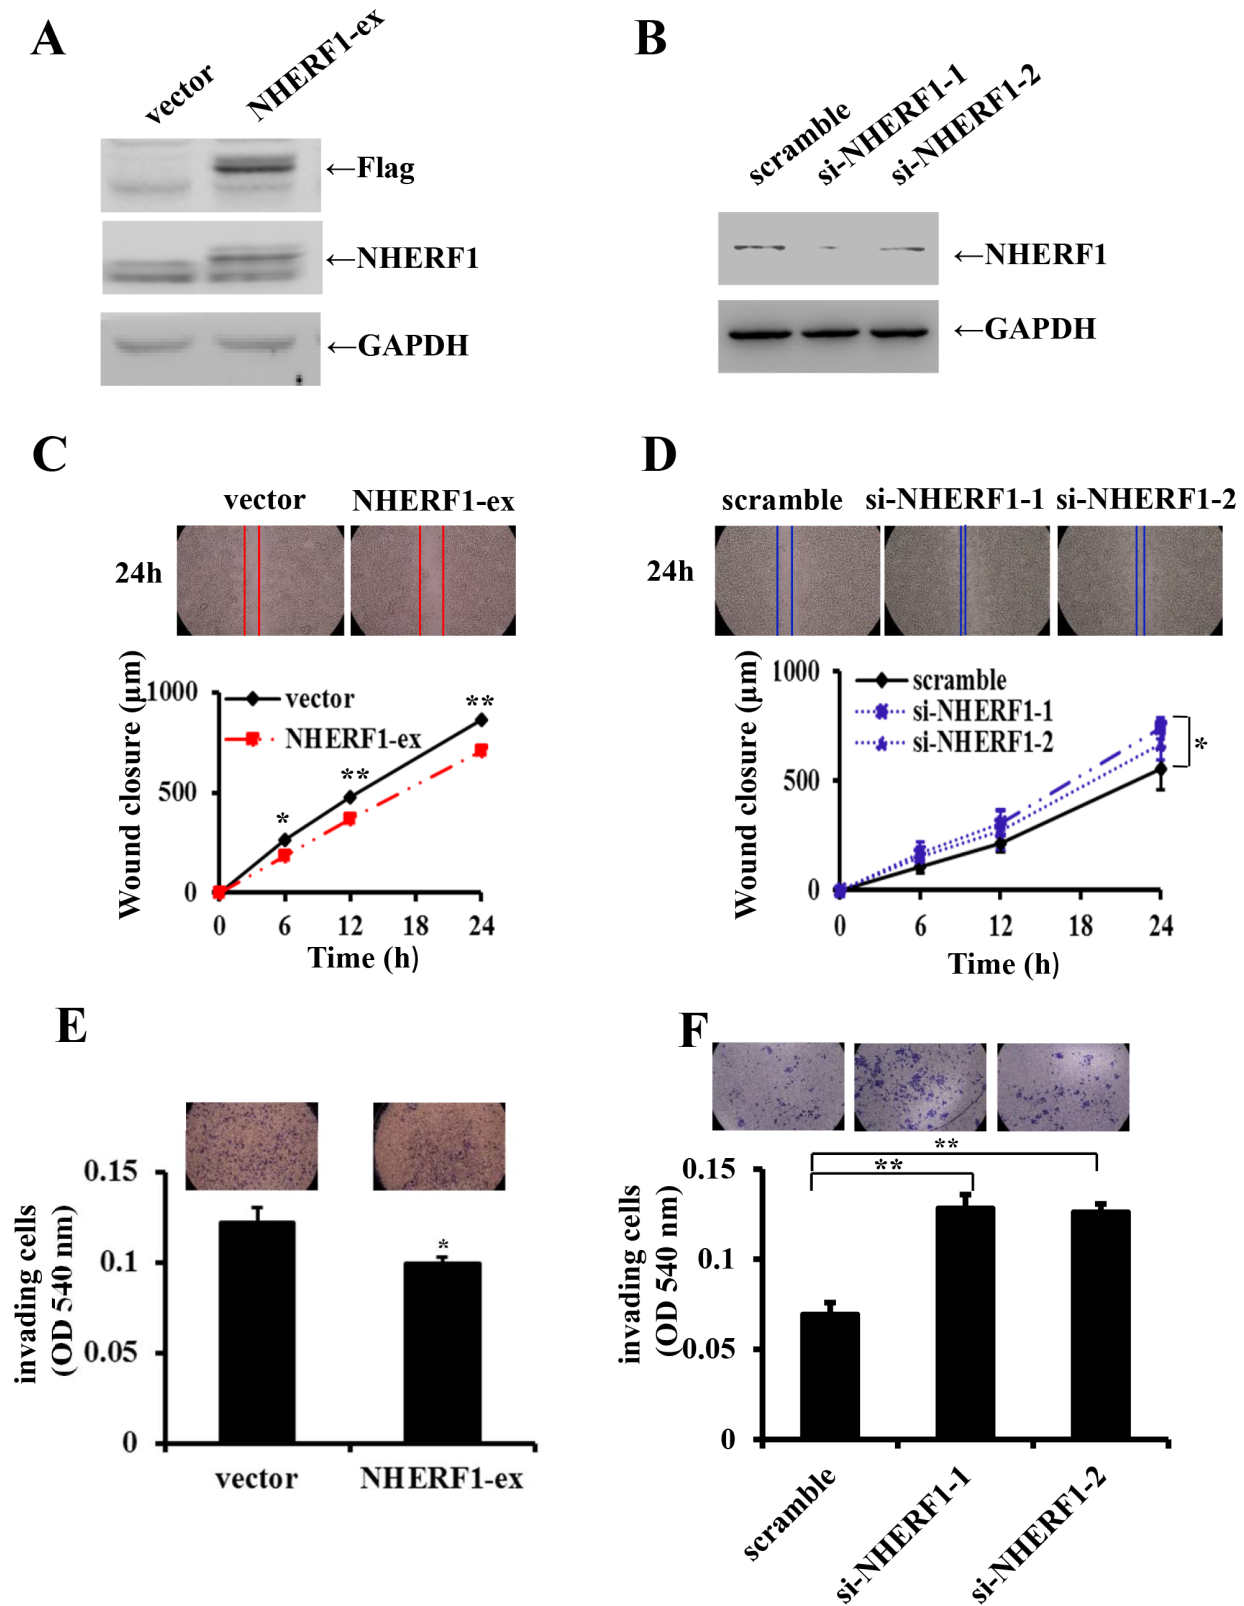 A
vector
NHERF1-ex
←Flag
←NHERF1
←GAPDH
B
scramble
si-NHERF1-1
si-NHERF1-2
←NHERF1
←GAPDH
C
vector
NHERF1-ex
24h
Wound closure (μm)
1000
500
0
vector
NHERF1-ex
*
**
**
0 6 12 18 24
Time (h)
D
scramble
si-NHERF1-1
si-NHERF1-2
24h
Wound closure (μm)
1000
500
0
scramble
si-NHERF1-1
si-NHERF1-2
*
0 6 12 18 24
Time (h)
E
invading cells
(OD 540 nm)
0.15
0.1
0.05
0
*
vector
NHERF1-ex
F
invading cells
(OD 540 nm)
0.15
0.1
0.05
0
**
**
scramble
si-NHERF1-1
si-NHERF1-2